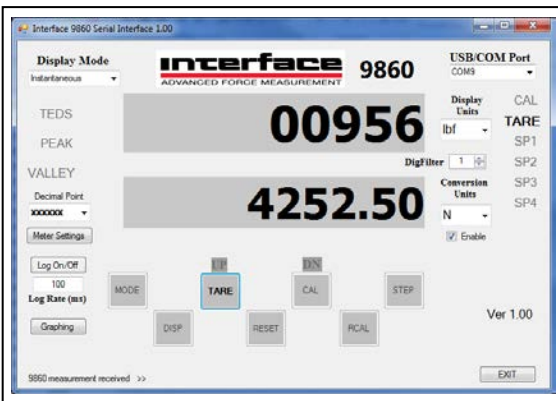 Interface 9860 Serial Interface 1.00
Display Mode
Instantaneous
interface
ADVANCED FORCE MEASUREMENT
9860
USB/COM Port
COM9
TEDS
PEAK
VALLEY
00956
Display
Units
lbf
CAL
TARE
SP1
SP2
SP3
SP4
DigFilter 1
Decimal Point
xxxxxx
Meter Settings
4252.50
Conversion
Units
N
Enable
Log On/Off
100
Log Rate (ms)
Graphing
UP
DN
MODE
TARE
CAL
STEP
DISP
RESET
RCAL
Ver 1.00
9860 measurement received >>
EXIT